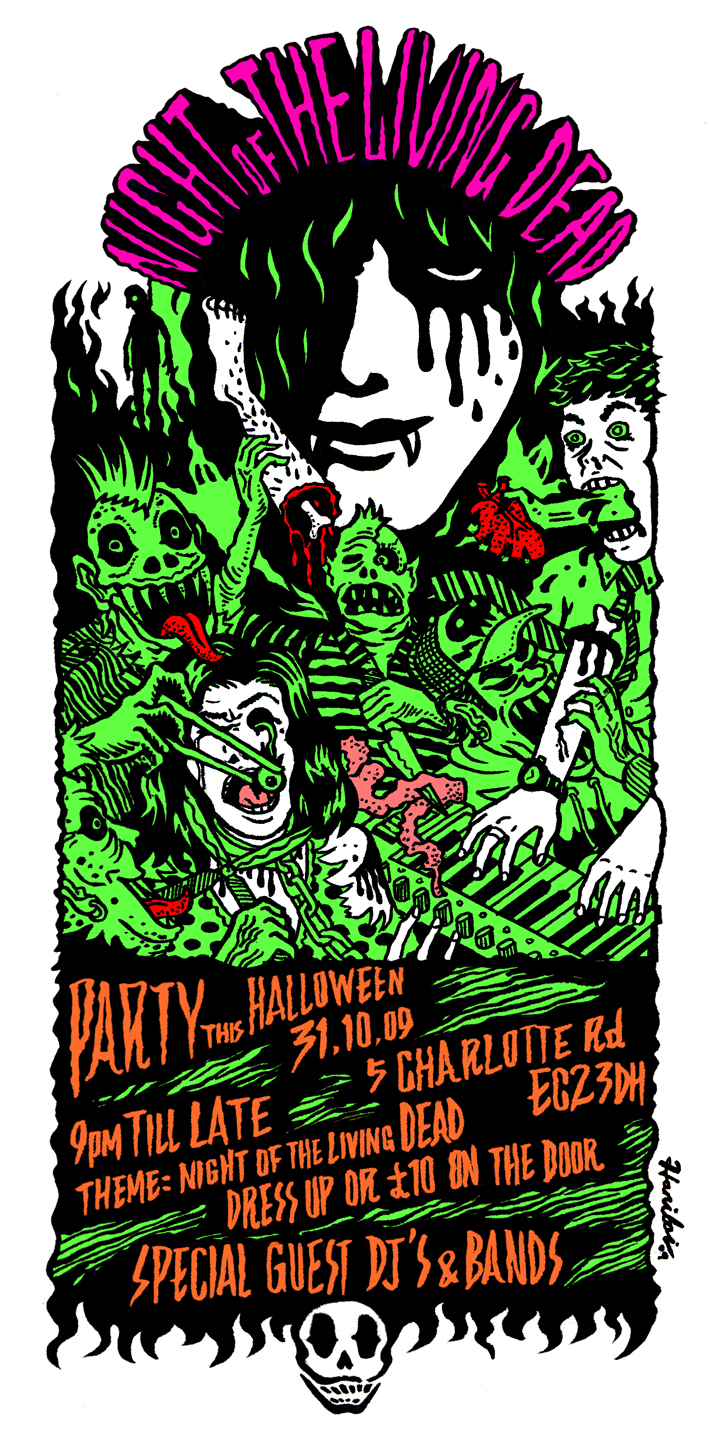 NIGHT OF THE LIVING DEAD
PARTY THIS HALLOWEEN
31.10.09
5 CHARLOTTE Rd
EC23DH
9pm TILL LATE
THEME: NIGHT OF THE LIVING DEAD
DRESS UP OR £10 ON THE DOOR
SPECIAL GUEST DJ'S & BANDS